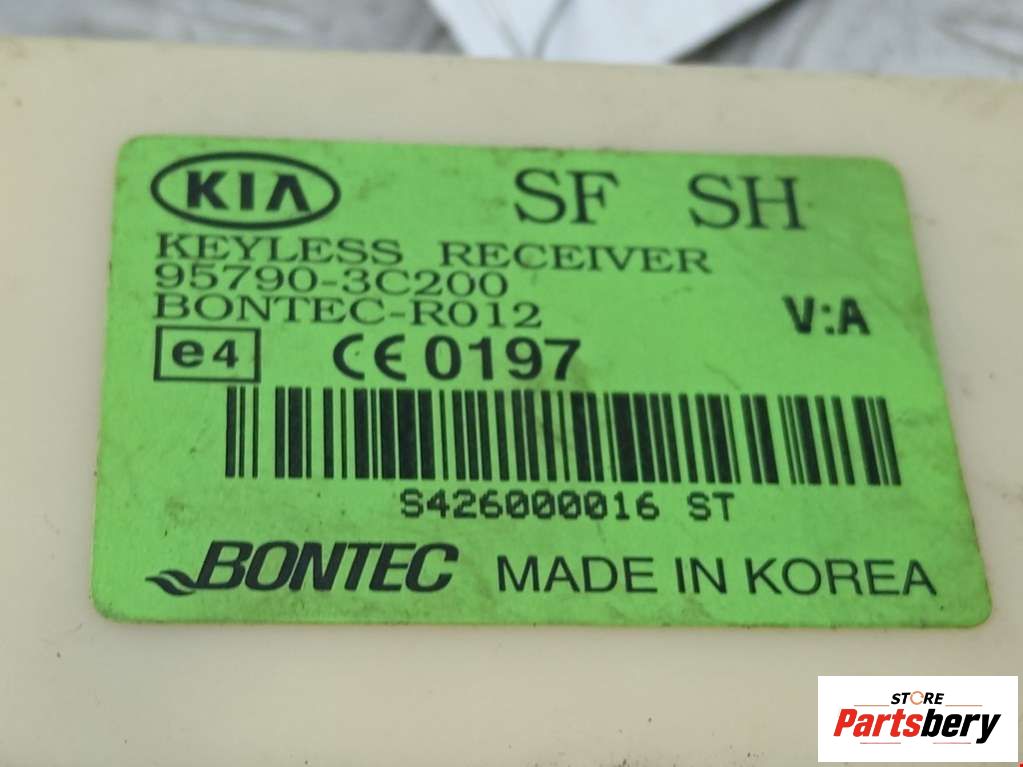 KIA SF SH
KEYLESS RECEIVER
95790-3C200
BONTEC-R012 V:A
e4 CE 0197
S426000016 ST
BONTEC MADE IN KOREA
STORE
Partsbery